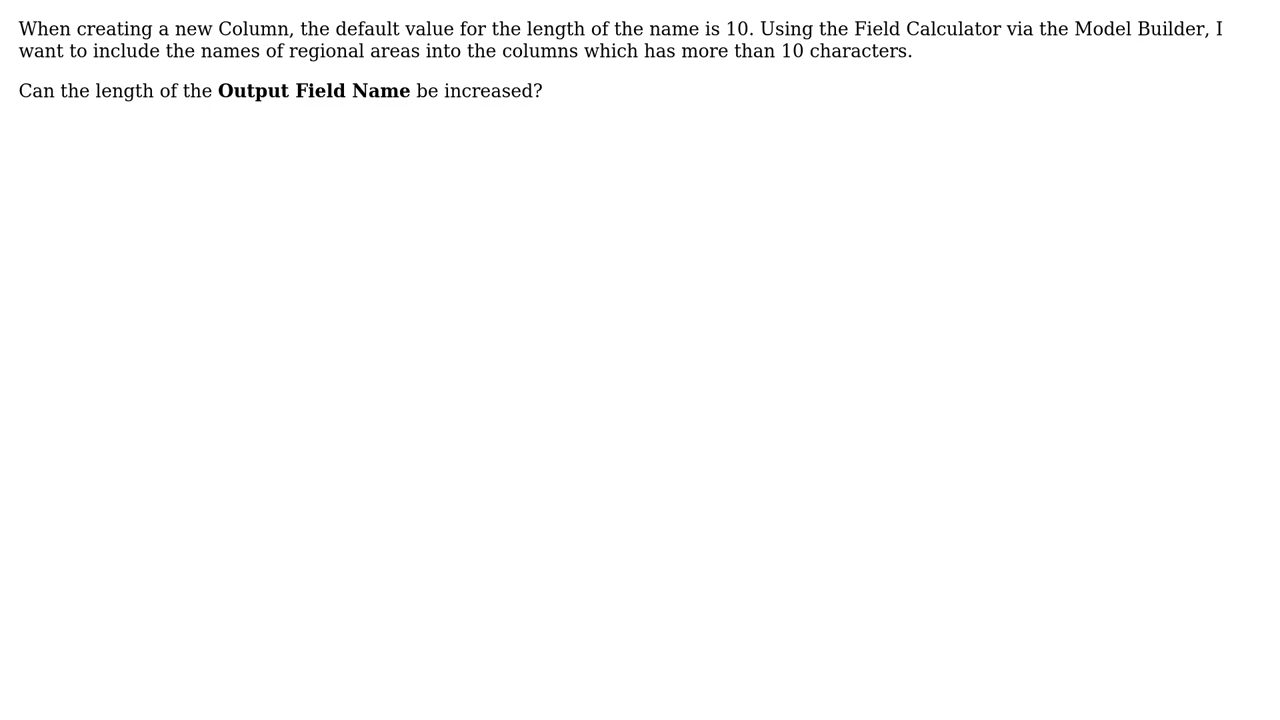 When creating a new Column, the default value for the length of the name is 10. Using the Field Calculator via the Model Builder, I
want to include the names of regional areas into the columns which has more than 10 characters.
Can the length of the Output Field Name be increased?